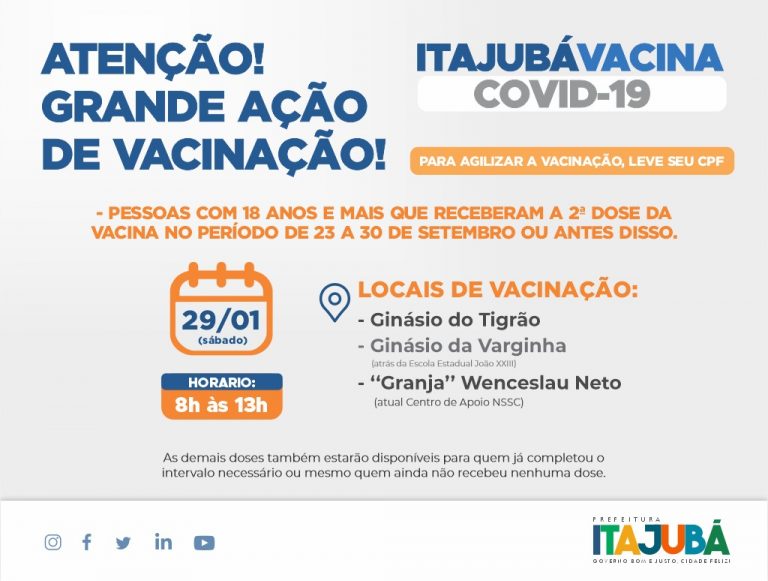 ATENÇÃO!
GRANDE AÇÃO
DE VACINAÇÃO!
ITAJUBÁVACINA
COVID-19
PARA AGILIZAR A VACINAÇÃO, LEVE SEU CPF
- PESSOAS COM 18 ANOS E MAIS QUE RECEBERAM A 2ª DOSE DA
VACINA NO PERÍODO DE 23 A 30 DE SETEMBRO OU ANTES DISSO.
29/01
(sábado)
HORARIO:
8h às 13h
LOCAIS DE VACINAÇÃO:
- Ginásio do Tigrão
- Ginásio da Varginha
(atrás da Escola Estadual João XXIII)
- “Granja” Wenceslau Neto
(atual Centro de Apoio NSSC)
As demais doses também estarão disponíveis para quem já completou o
intervalo necessário ou mesmo quem ainda não recebeu nenhuma dose.
PREFEITURA
ITAJUBÁ
GOVERNO BOM E JUSTO, CIDADE FELIZ!